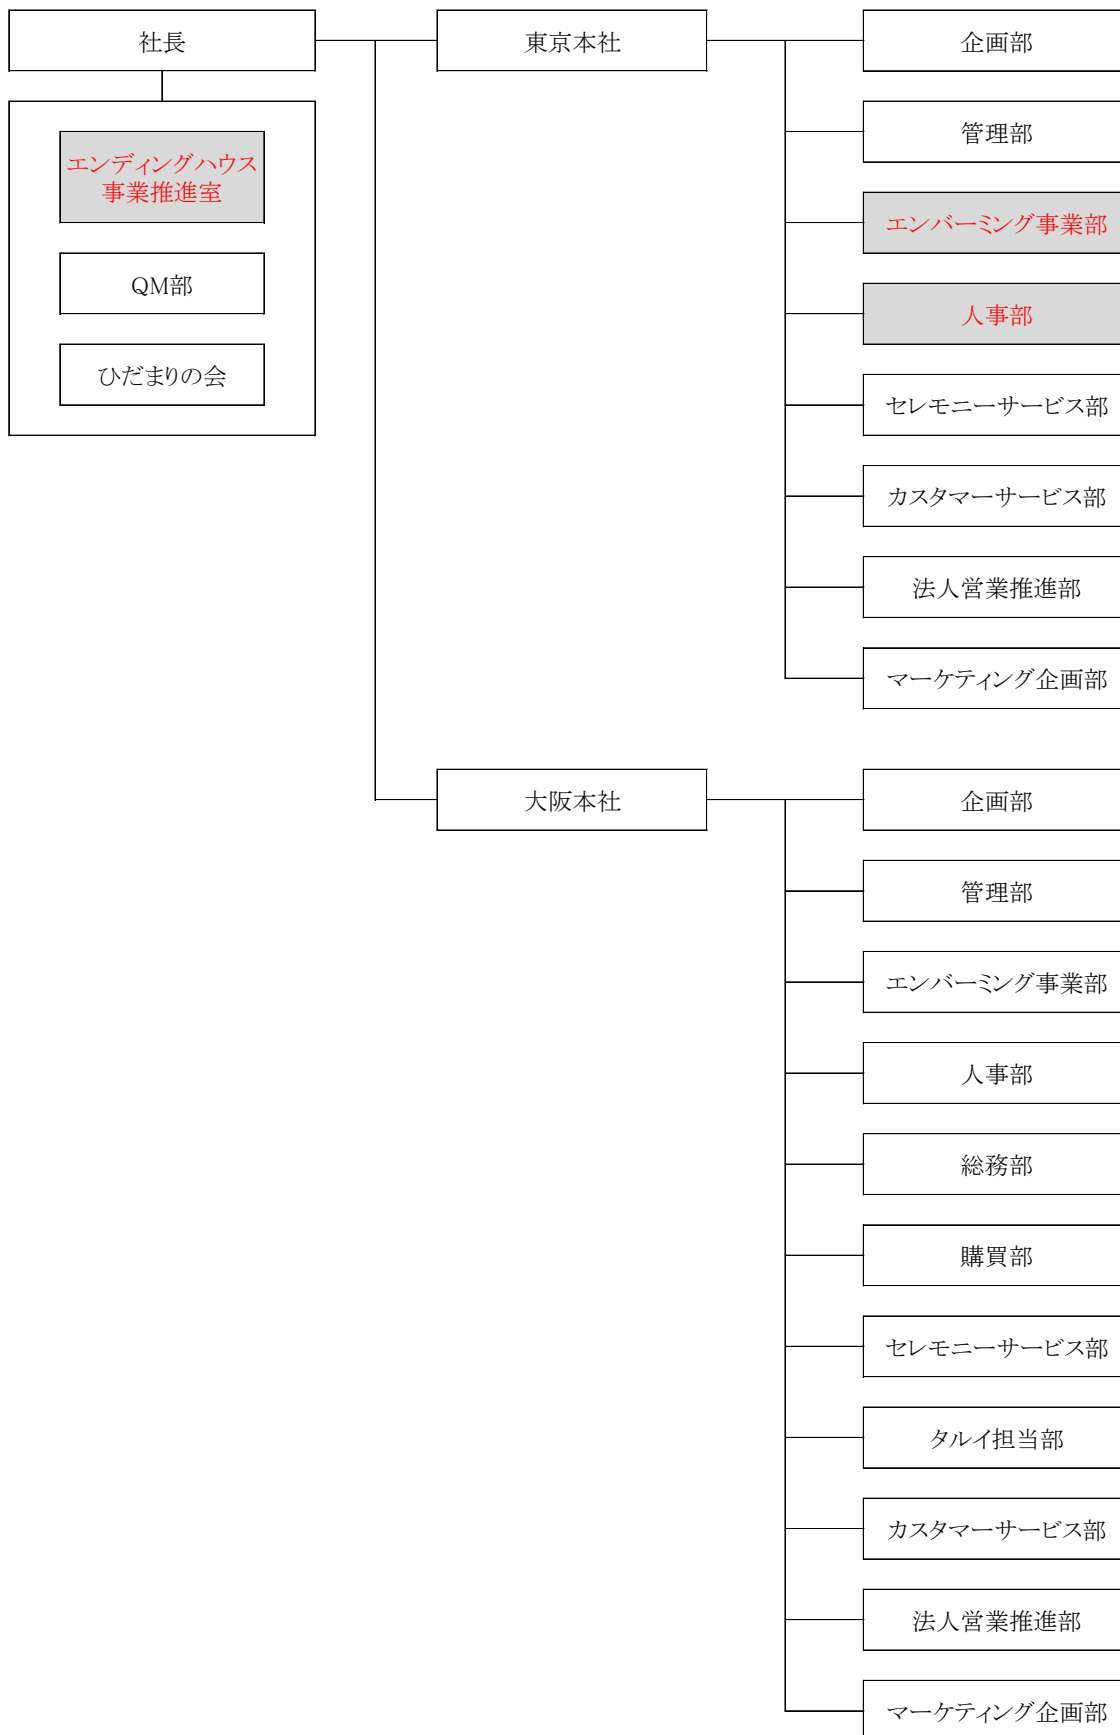 社長
エンディングハウス
事業推進室
QM部
ひだまりの会
東京本社
企画部
管理部
エンバーミング事業部
人事部
セレモニーサービス部
カスタマーサービス部
法人営業推進部
マーケティング企画部
大阪本社
企画部
管理部
エンバーミング事業部
人事部
総務部
購買部
セレモニーサービス部
タルイ担当部
カスタマーサービス部
法人営業推進部
マーケティング企画部